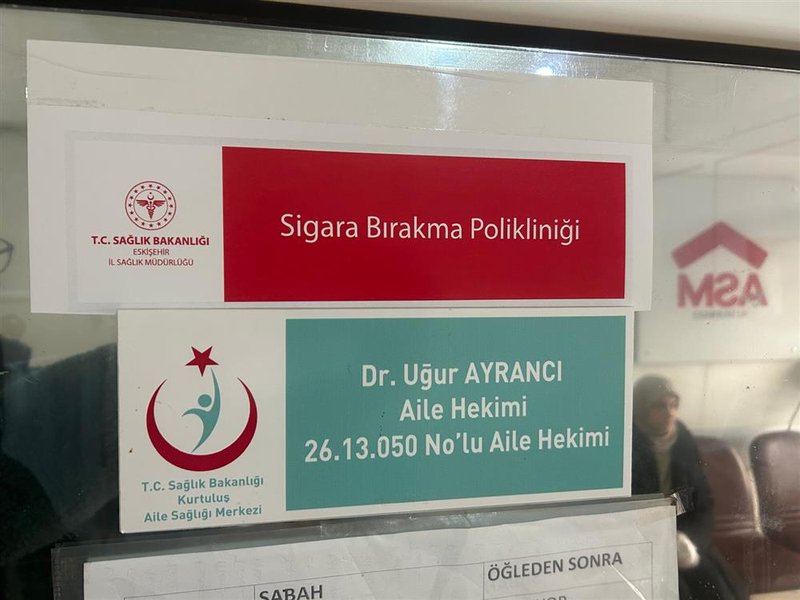 Sigara Bırakma Polikliniği
T.C. SAĞLIK BAKANLIĞI
ESKİŞEHİR
İL SAĞLIK MÜDÜRLÜĞÜ
Dr. Uğur AYRANCI
Aile Hekimi
26.13.050 No'lu Aile Hekimi
T.C. Sağlık Bakanlığı
Kurtuluş
Aile Sağlığı Merkezi
ASM
SABAH
ÖĞLEDEN SONRA